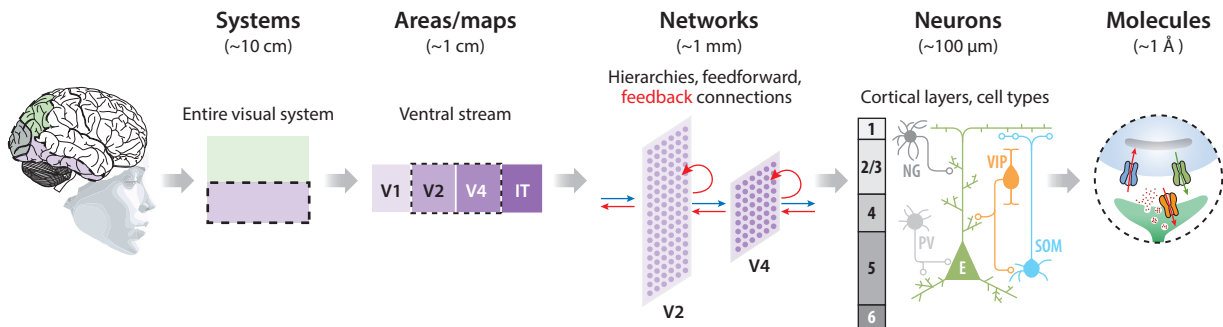 Systems
(~10 cm)
Areas/maps
(~1 cm)
Networks
(~1 mm)
Neurons
(~100 μm)
Molecules
(~1 Å )
Entire visual system
Ventral stream
V1 V2 V4 IT
Hierarchies, feedforward,
feedback connections
V2
V4
Cortical layers, cell types
1
2/3
4
5
6
NG
VIP
PV
E
SOM